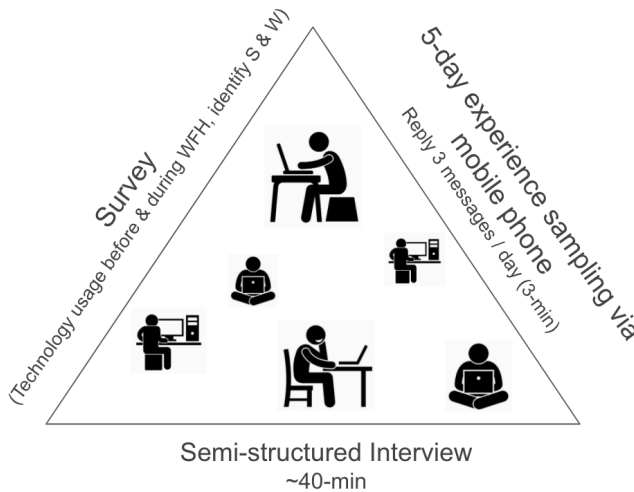 Survey
(Technology usage before & during WFH, identify S & W)
5-day experience sampling via
mobile phone
Reply 3 messages / day (3-min)
Semi-structured Interview
~40-min